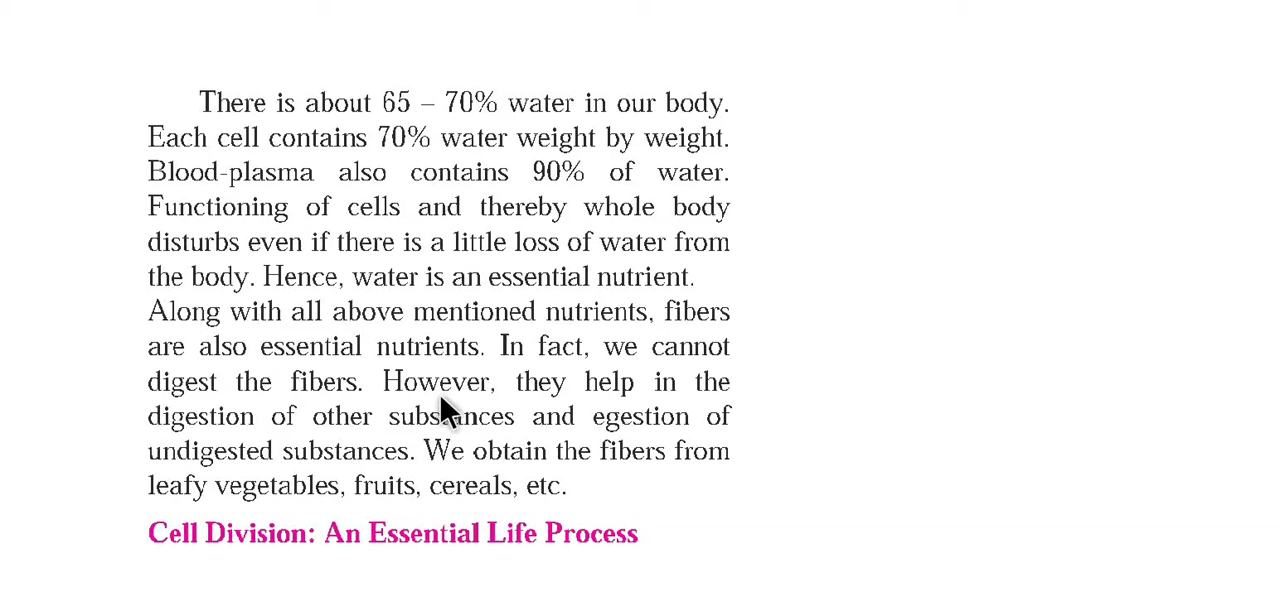 There is about 65 – 70% water in our body.
Each cell contains 70% water weight by weight.
Blood-plasma also contains 90% of water.
Functioning of cells and thereby whole body
disturbs even if there is a little loss of water from
the body. Hence, water is an essential nutrient.
Along with all above mentioned nutrients, fibers
are also essential nutrients. In fact, we cannot
digest the fibers. However, they help in the
digestion of other substances and egestion of
undigested substances. We obtain the fibers from
leafy vegetables, fruits, cereals, etc.
Cell Division: An Essential Life Process